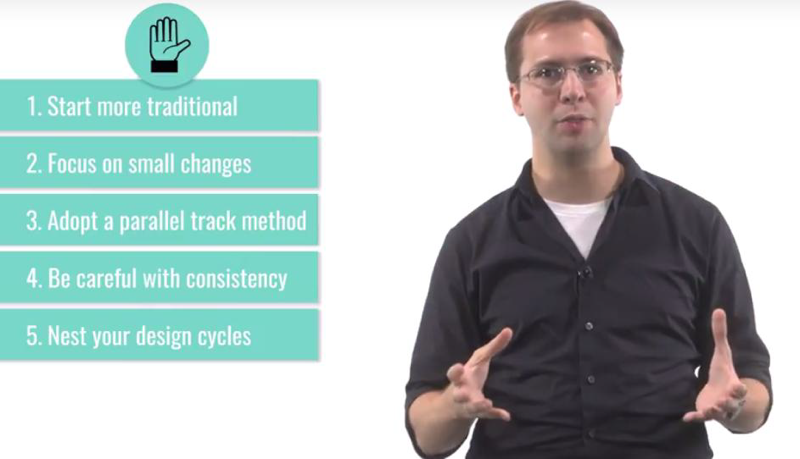 1. Start more traditional
2. Focus on small changes
3. Adopt a parallel track method
4. Be careful with consistency
5. Nest your design cycles